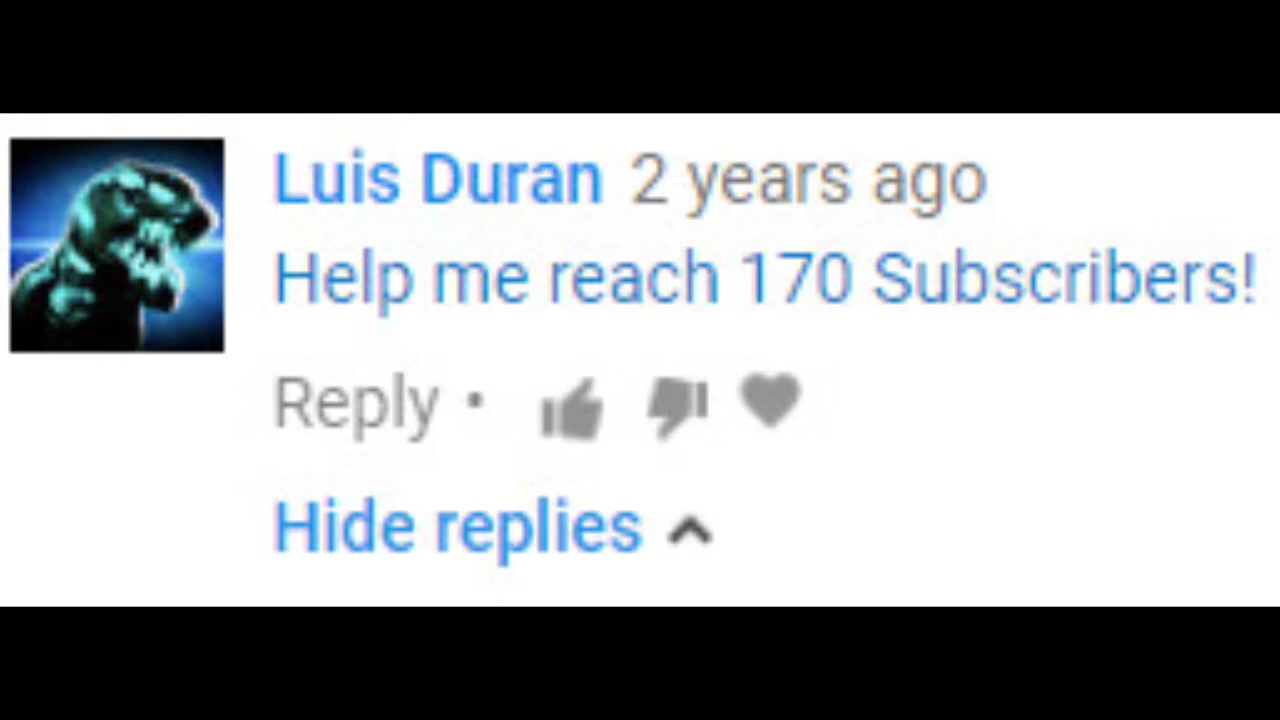 Luis Duran 2 years ago
Help me reach 170 Subscribers!
Reply •
Hide replies